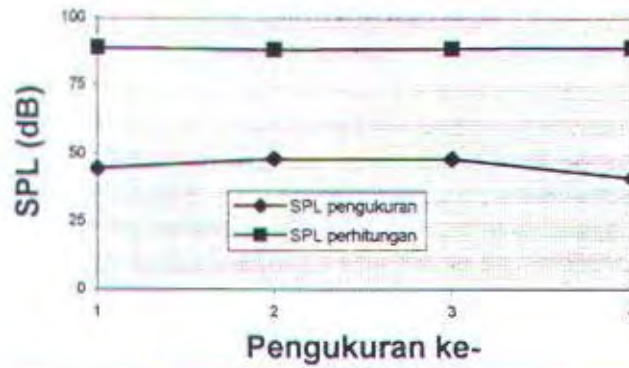 100
75
50
25
0
SPL (dB)
SPL pengukuran
SPL perhitungan
1 2 3
Pengukuran ke-